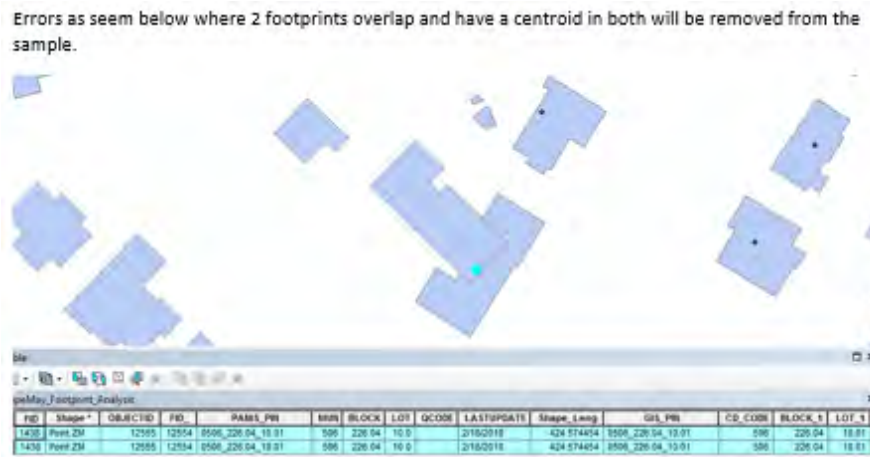 Errors as seem below where 2 footprints overlap and have a centroid in both will be removed from the
sample.
ble
peMay_Footprint_Analysis
FID Shape * OBJECTID FID_ PAMS_PIN MUN BLOCK LOT QCODE LASTUPDATE Shape_Leng GIS_PIN CD_CODE BLOCK_1 LOT_1
1438 Point ZM 12555 12554 0506_226.04_10.01 506 226.04 10.0 2/16/2018 424.574454 0506_226.04_10.01 506 226.04 10.01
1438 Point ZM 12555 12554 0506_226.04_10.01 506 226.04 10.0 2/16/2018 424.574454 0506_226.04_10.01 506 226.04 10.01